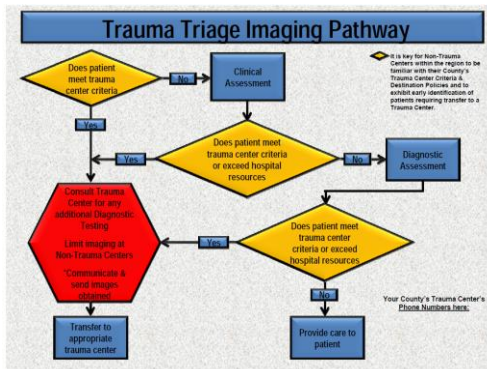 Trauma Triage Imaging Pathway
Does patient
meet trauma
center criteria
No
Clinical
Assessment
It is key for Non-Trauma
Centers within the region to be
familiar with their County's
Trauma Center Criteria &
Destination Policies and to
exhibit early identification of
patients requiring transfer to a
Trauma Center.
Yes
Does patient meet
trauma center criteria
or exceed hospital
resources
Yes
No
Diagnostic
Assessment
Consult Trauma
Center for any
additional Diagnostic
Testing
Limit imaging at
Non-Trauma Centers
*Communicate &
send images
obtained
Does patient meet
trauma center
criteria or exceed
hospital resources
Yes
No
Transfer to
appropriate
trauma center
Provide care to
patient
Your County's Trauma Center's
Phone Numbers here: